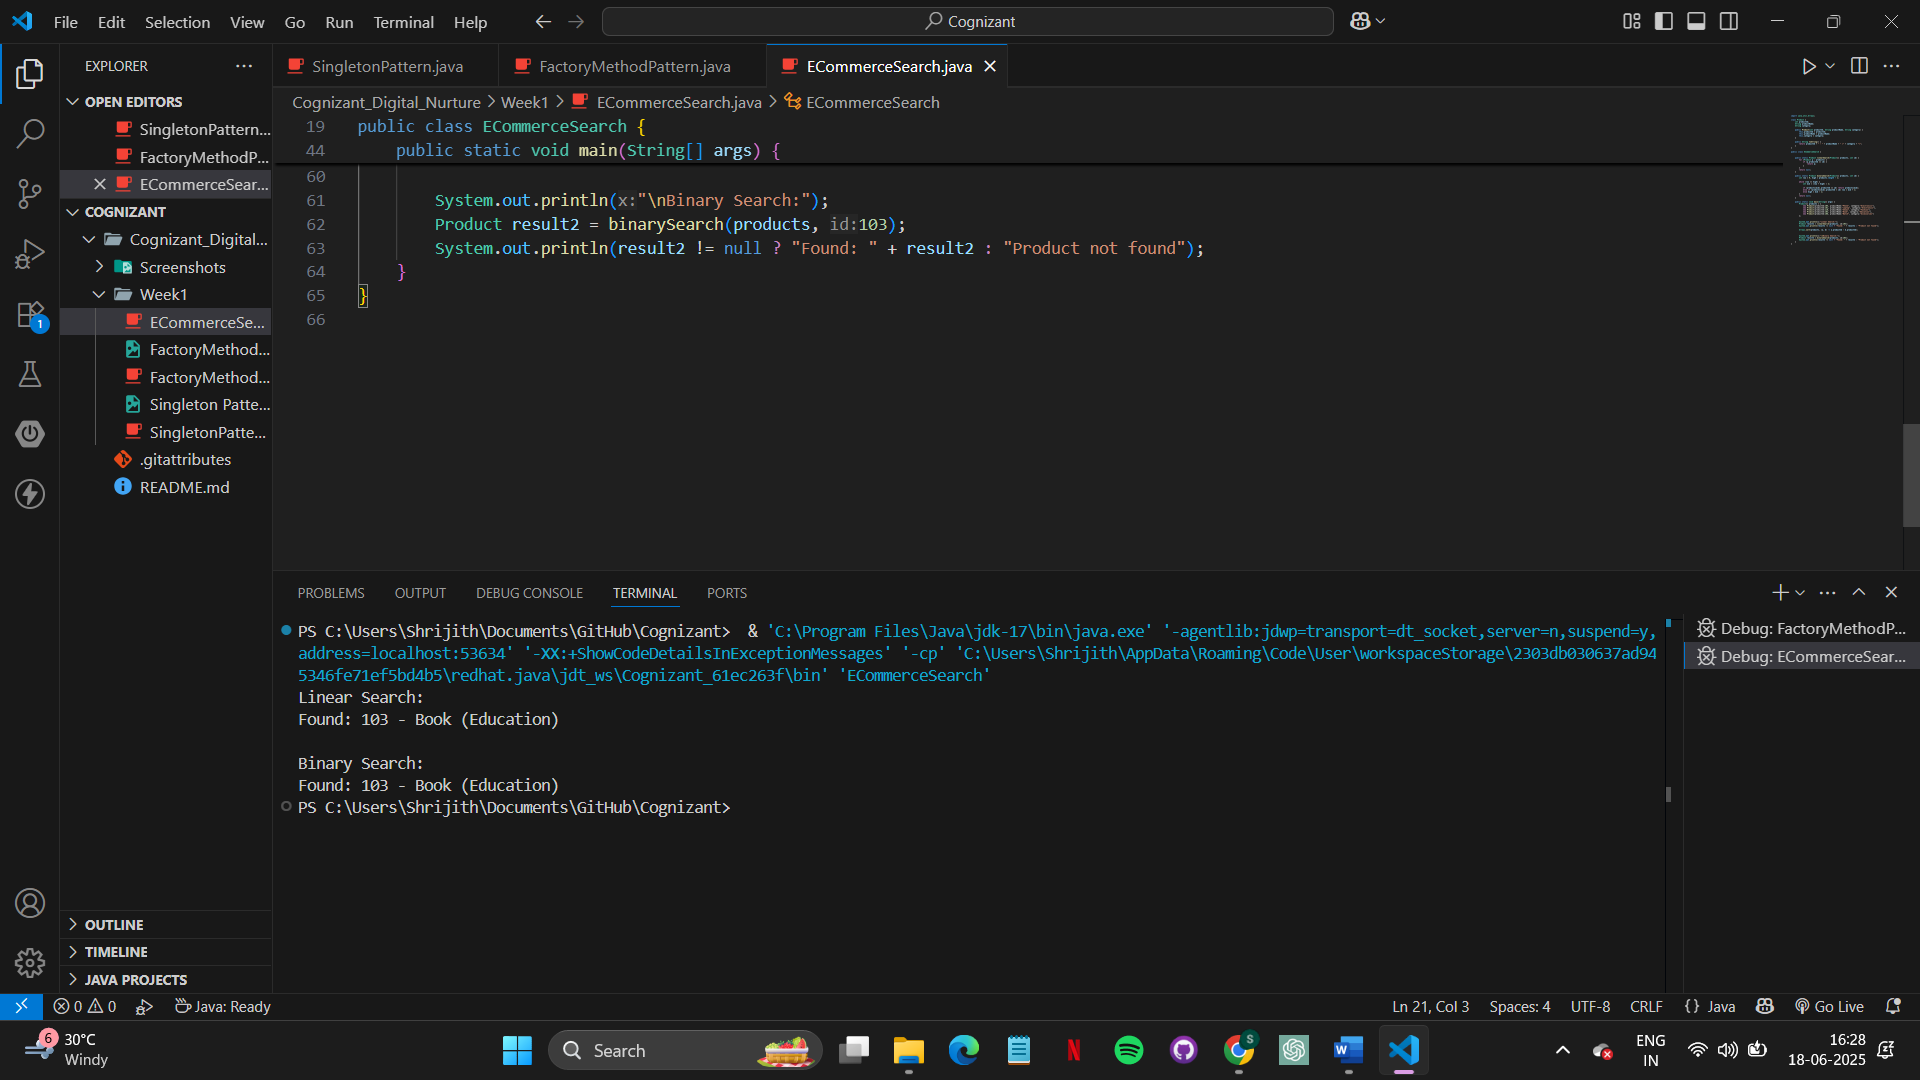 File Edit Selection View Go Run Terminal Help
Cognizant
EXPLORER
OPEN EDITORS
SingletonPattern...
FactoryMethodP...
ECommerceSear...
COGNIZANT
Cognizant_Digital...
Screenshots
Week1
ECommerceSe...
FactoryMethod...
FactoryMethod...
Singleton Patte...
SingletonPatte...
.gitattributes
README.md
1
OUTLINE
TIMELINE
JAVA PROJECTS
SingletonPattern.java FactoryMethodPattern.java ECommerceSearch.java
Cognizant_Digital_Nurture > Week1 > ECommerceSearch.java > ECommerceSearch
19 public class ECommerceSearch {
44 public static void main(String[] args) {
60
61 System.out.println(x:"\nBinary Search:");
62 Product result2 = binarySearch(products, id:103);
63 System.out.println(result2 != null ? "Found: " + result2 : "Product not found");
64 }
65 }
66
PROBLEMS OUTPUT DEBUG CONSOLE TERMINAL PORTS
PS C:\Users\Shrijith\Documents\GitHub\Cognizant>  & 'C:\Program Files\Java\jdk-17\bin\java.exe' '-agentlib:jdwp=transport=dt_socket,server=n,suspend=y,
address=localhost:53634' '-XX:+ShowCodeDetailsInExceptionMessages' '-cp' 'C:\Users\Shrijith\AppData\Roaming\Code\User\workspaceStorage\2303db030637ad94
5346fe71ef5bd4b5\redhat.java\jdt_ws\Cognizant_61ec263f\bin' 'ECommerceSearch'
Linear Search:
Found: 103 - Book (Education)
Binary Search:
Found: 103 - Book (Education)
PS C:\Users\Shrijith\Documents\GitHub\Cognizant>
Debug: FactoryMethodP...
Debug: ECommerceSear...
0 0 Java: Ready
Ln 21, Col 3 Spaces: 4 UTF-8 CRLF {} Java Go Live
6
30°C
Windy
Search
S
ENG
IN
16:28
18-06-2025